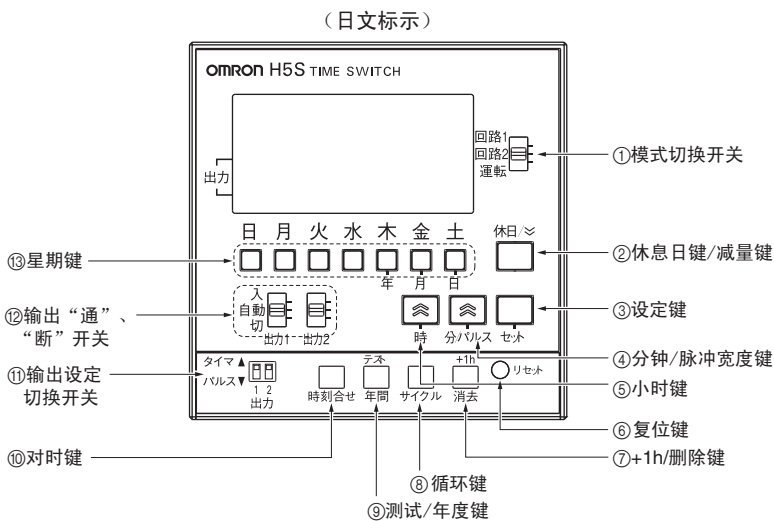 （日文标示）
OMRON H5S TIME SWITCH
出力
回路1
回路2
運転
①模式切换开关
日 月 火 水 木 金 土
年 月 日
休日/≫
②休息日键/减量键
⑬星期键
入
自動
切
出力1 出力2
⑫输出“通”、
“断”开关
時 分パルス セット
③设定键
④分钟/脉冲宽度键
⑤小时键
タイマ▲
パルス▼
1 2
出力
⑪输出设定
切换开关
テスト +1h
時刻合せ 年間 サイクル 消去
リセット
⑥复位键
⑦+1h/删除键
⑩对时键
⑧循环键
⑨测试/年度键